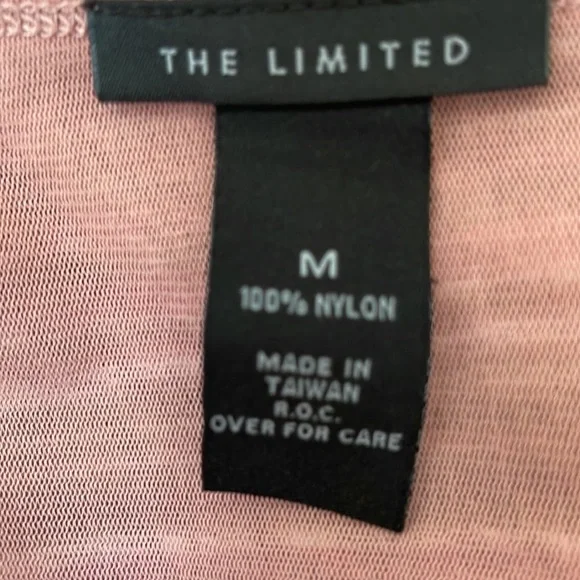 THE LIMITED
M
100% NYLON
MADE IN
TAIWAN
R.O.C.
OVER FOR CARE